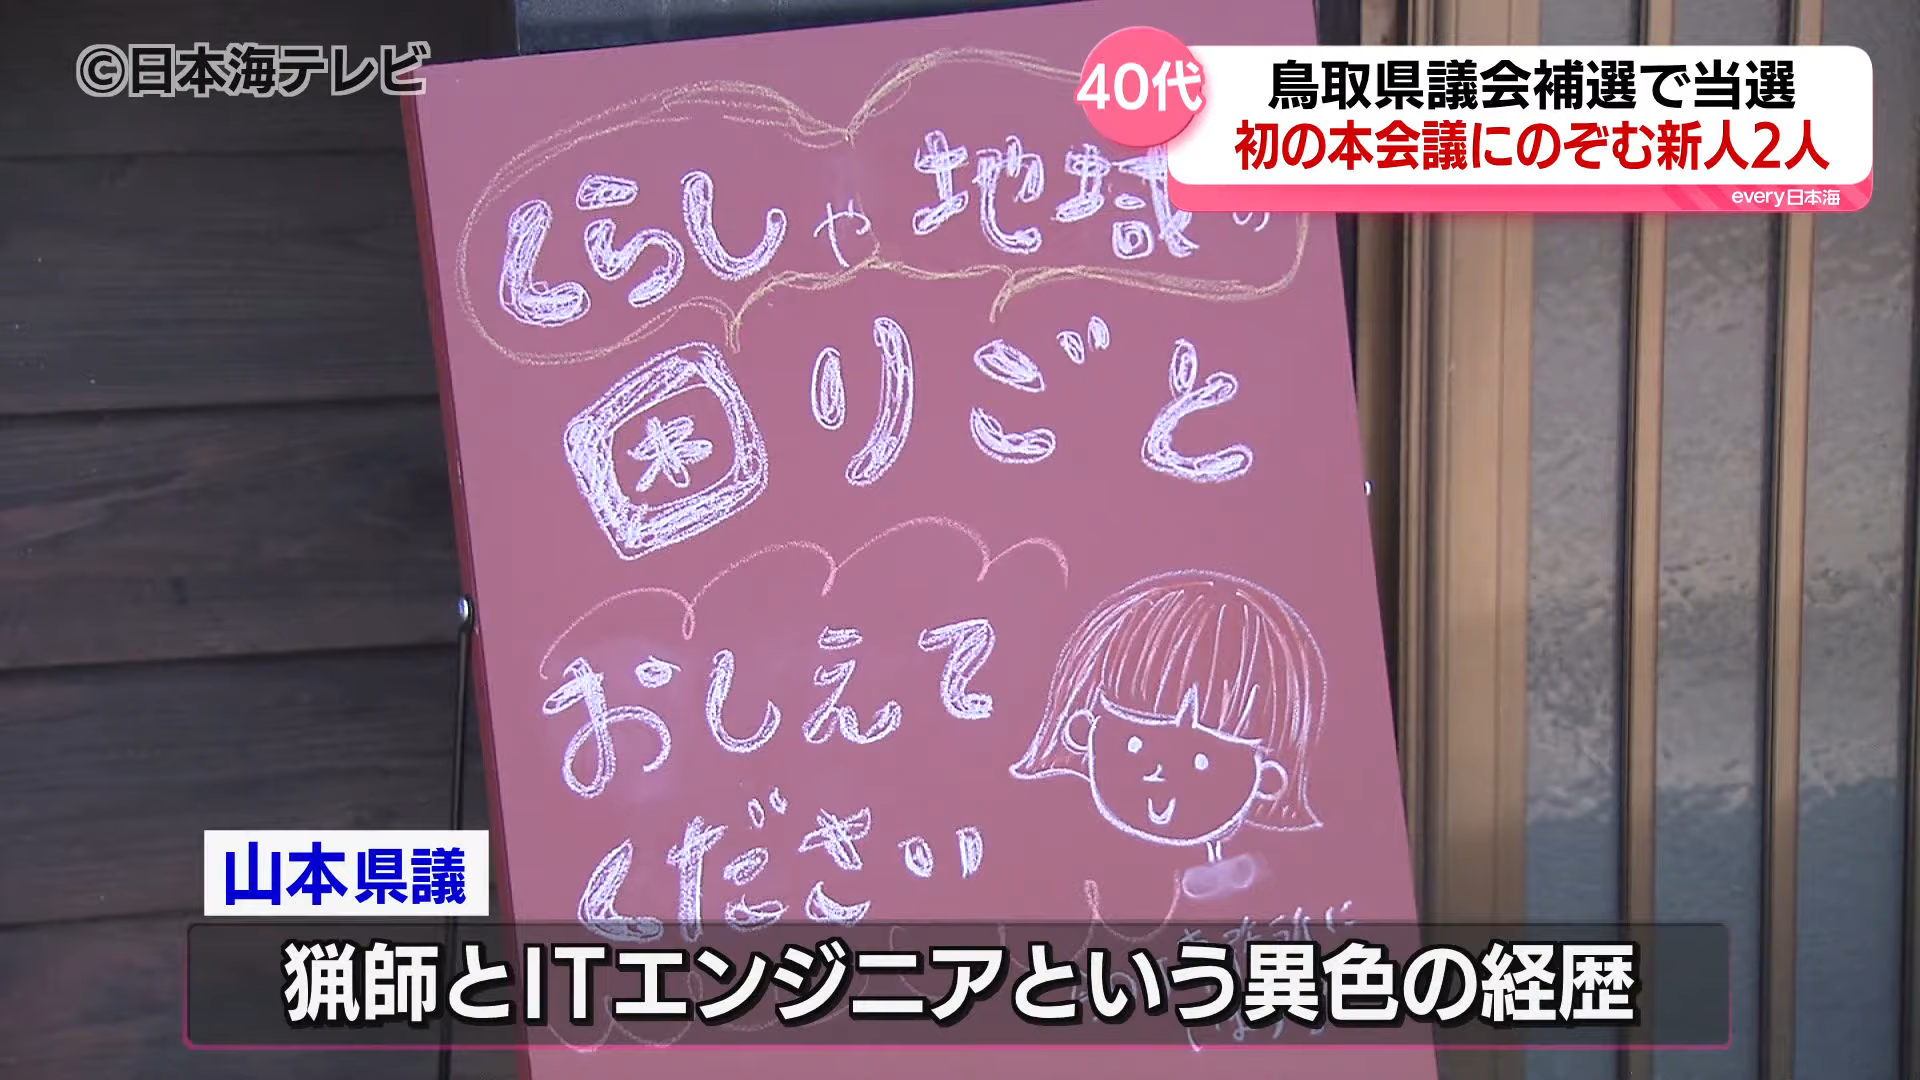 ©日本海テレビ
40代
鳥取県議会補選で当選
初の本会議にのぞむ新人2人
every日本海
くらしや地域の
困りごと
おしえて
ください
山本県議
猟師とITエンジニアという異色の経歴